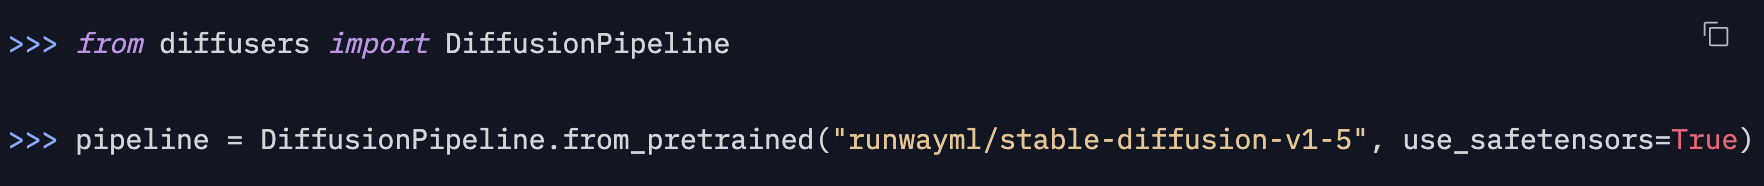 >>> from diffusers import DiffusionPipeline
>>> pipeline = DiffusionPipeline.from_pretrained("runwayml/stable-diffusion-v1-5", use_safetensors=True)